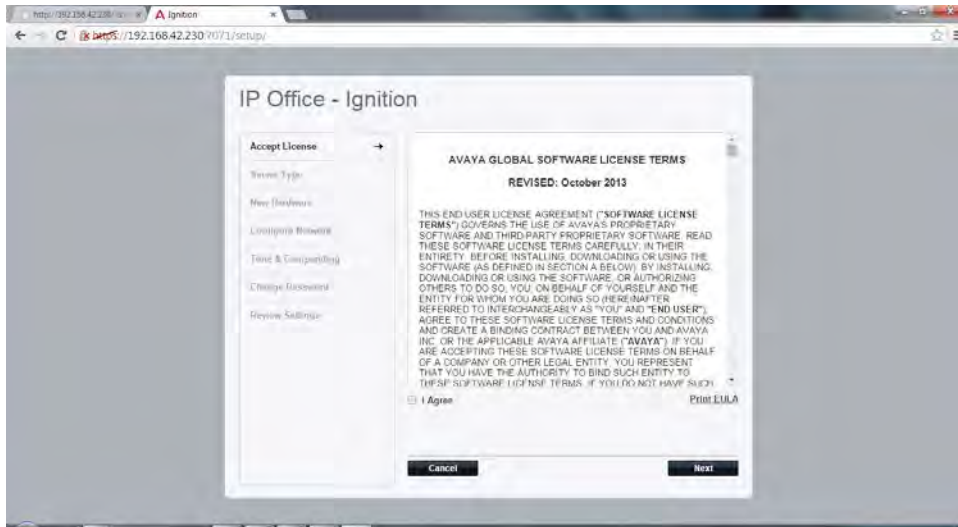 Ignition
https://192.168.42.230:7071/setup/
IP Office - Ignition
Accept License
Server Type
New Hardware
Configure Network
Time & Companding
Change Password
Review Settings
AVAYA GLOBAL SOFTWARE LICENSE TERMS
REVISED: October 2013
THIS END USER LICENSE AGREEMENT ("SOFTWARE LICENSE
TERMS") GOVERNS THE USE OF AVAYA'S PROPRIETARY
SOFTWARE AND THIRD-PARTY PROPRIETARY SOFTWARE. READ
THESE SOFTWARE LICENSE TERMS CAREFULLY, IN THEIR
ENTIRETY, BEFORE INSTALLING, DOWNLOADING OR USING THE
SOFTWARE (AS DEFINED IN SECTION A BELOW). BY INSTALLING,
DOWNLOADING OR USING THE SOFTWARE, OR AUTHORIZING
OTHERS TO DO SO, YOU, ON BEHALF OF YOURSELF AND THE
ENTITY FOR WHOM YOU ARE DOING SO (HEREINAFTER
REFERRED TO INTERCHANGEABLY AS "YOU" AND "END USER"),
AGREE TO THESE SOFTWARE LICENSE TERMS AND CONDITIONS
AND CREATE A BINDING CONTRACT BETWEEN YOU AND AVAYA
INC. OR THE APPLICABLE AVAYA AFFILIATE ("AVAYA"). IF YOU
ARE ACCEPTING THESE SOFTWARE LICENSE TERMS ON BEHALF
OF A COMPANY OR OTHER LEGAL ENTITY, YOU REPRESENT
THAT YOU HAVE THE AUTHORITY TO BIND SUCH ENTITY TO
THESE SOFTWARE LICENSE TERMS. IF YOU DO NOT HAVE SUCH
I Agree
Print EULA
Cancel
Next